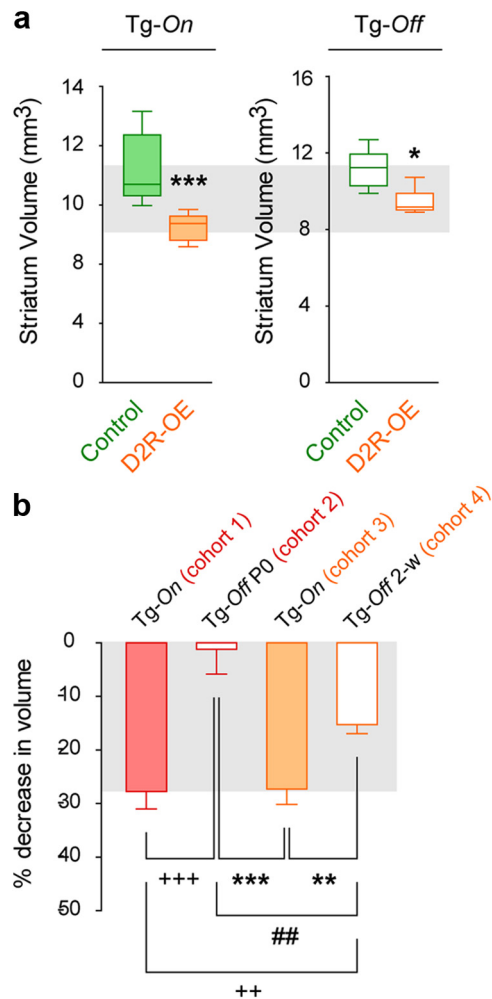 a
Tg-On
Tg-Off
Striatum Volume (mm3)
14
12
10
8
4
0
***
Control
D2R-OE
Striatum Volume (mm3)
16
12
8
4
0
*
Control
D2R-OE
b
Tg-On (cohort 1)
Tg-Off P0 (cohort 2)
Tg-On (cohort 3)
Tg-Off 2-w (cohort 4)
% decrease in volume
0
-10
-20
-30
-40
-50
+++
***
**
##
++